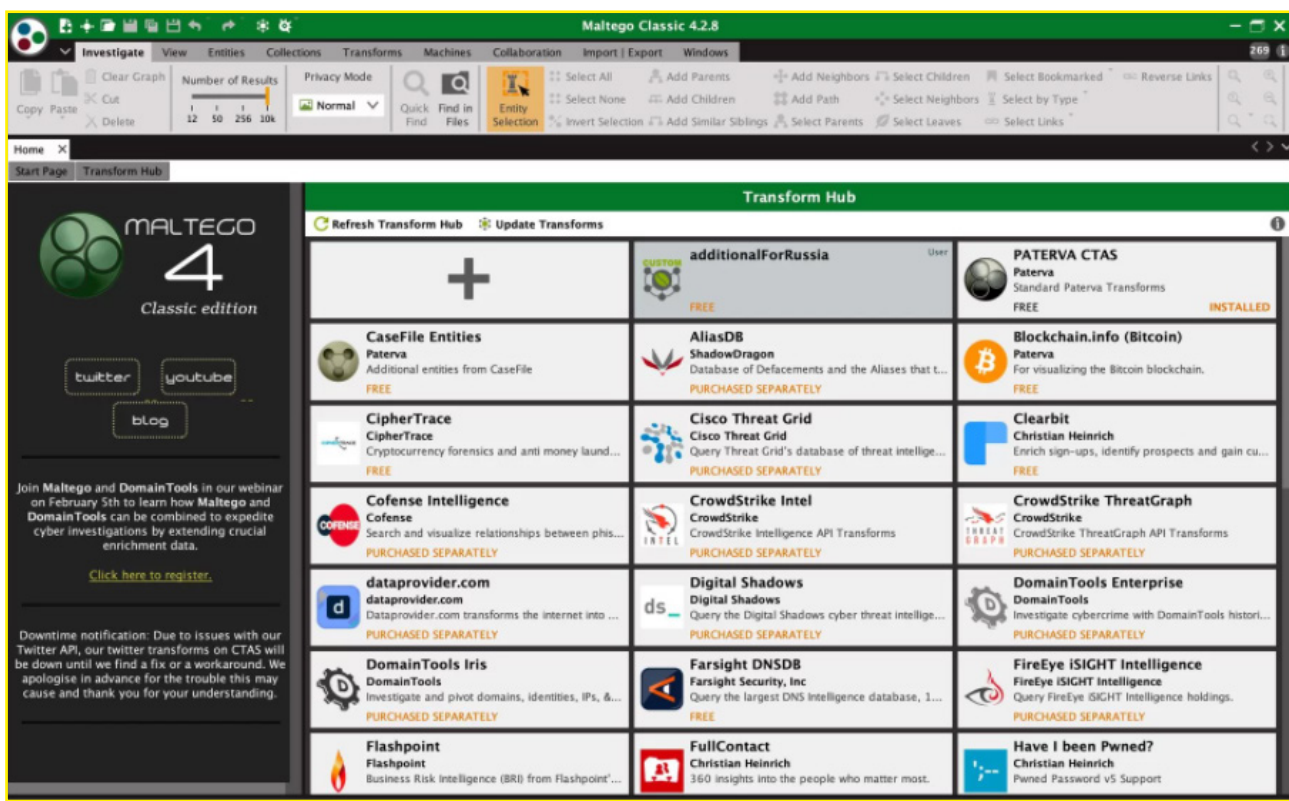 Maltego Classic 4.2.8
Investigate View Entities Collections Transforms Machines Collaboration Import | Export Windows 269
Copy Paste
Clear Graph
Cut
Delete
Number of Results
12 50 256 10k
Privacy Mode
Normal
Quick Find
Find in Files
Entity Selection
Select All
Select None
Invert Selection
Add Parents
Add Children
Add Similar Siblings
Add Neighbors
Add Path
Select Parents
Select Children
Select Neighbors
Select Leaves
Select Bookmarked
Select by Type
Select Links
Reverse Links
Home
Start Page Transform Hub
MALTEGO
4
Classic edition
twitter youtube
blog
Join Maltego and DomainTools in our webinar
on February 5th to learn how Maltego and
DomainTools can be combined to expedite
cyber investigations by extending crucial
enrichment data.
Click here to register.
Downtime notification: Due to issues with our
Twitter API, our twitter transforms on CTAS will
be down until we find a fix or a workaround. We
apologise in advance for the trouble this may
cause and thank you for your understanding.
Transform Hub
Refresh Transform Hub Update Transforms
CUSTOM
additionalForRussia User
FREE
PATERVA CTAS
Paterva
Standard Paterva Transforms
FREE INSTALLED
CaseFile Entities
Paterva
Additional entities from CaseFile
FREE
AliasDB
ShadowDragon
Database of Defacements and the Aliases that t...
PURCHASED SEPARATELY
Blockchain.info (Bitcoin)
Paterva
For visualizing the Bitcoin blockchain.
FREE
CipherTrace
CipherTrace
Cryptocurrency forensics and anti money laund...
FREE
Cisco Threat Grid
Cisco Threat Grid
Query Threat Grid's database of threat intellige...
PURCHASED SEPARATELY
Clearbit
Christian Heinrich
Enrich sign-ups, identify prospects and gain cu...
FREE
COFENSE
Cofense Intelligence
Cofense
Search and visualize relationships between phis...
PURCHASED SEPARATELY
INTEL
CrowdStrike Intel
CrowdStrike
CrowdStrike Intelligence API Transforms
PURCHASED SEPARATELY
THREAT
GRAPH
CrowdStrike ThreatGraph
CrowdStrike
CrowdStrike ThreatGraph API Transforms
PURCHASED SEPARATELY
d
dataprovider.com
dataprovider.com
Dataprovider.com transforms the internet into ...
PURCHASED SEPARATELY
ds_
Digital Shadows
Digital Shadows
Query the Digital Shadows cyber threat intellige...
PURCHASED SEPARATELY
D
DomainTools Enterprise
DomainTools
Investigate cybercrime with DomainTools histori...
PURCHASED SEPARATELY
D
DomainTools Iris
DomainTools
Investigate and pivot domains, identities, IPs, &...
PURCHASED SEPARATELY
Farsight DNSDB
Farsight Security, Inc
Query the largest DNS Intelligence database, 1...
FREE
FireEye iSIGHT Intelligence
FireEye iSIGHT Intelligence
Query FireEye iSIGHT Intelligence holdings.
PURCHASED SEPARATELY
Flashpoint
Flashpoint
Business Risk Intelligence (BRI) from Flashpoint'...
FullContact
Christian Heinrich
360 insights into the people who matter most.
';--
Have I been Pwned?
Christian Heinrich
Pwned Password v5 Support